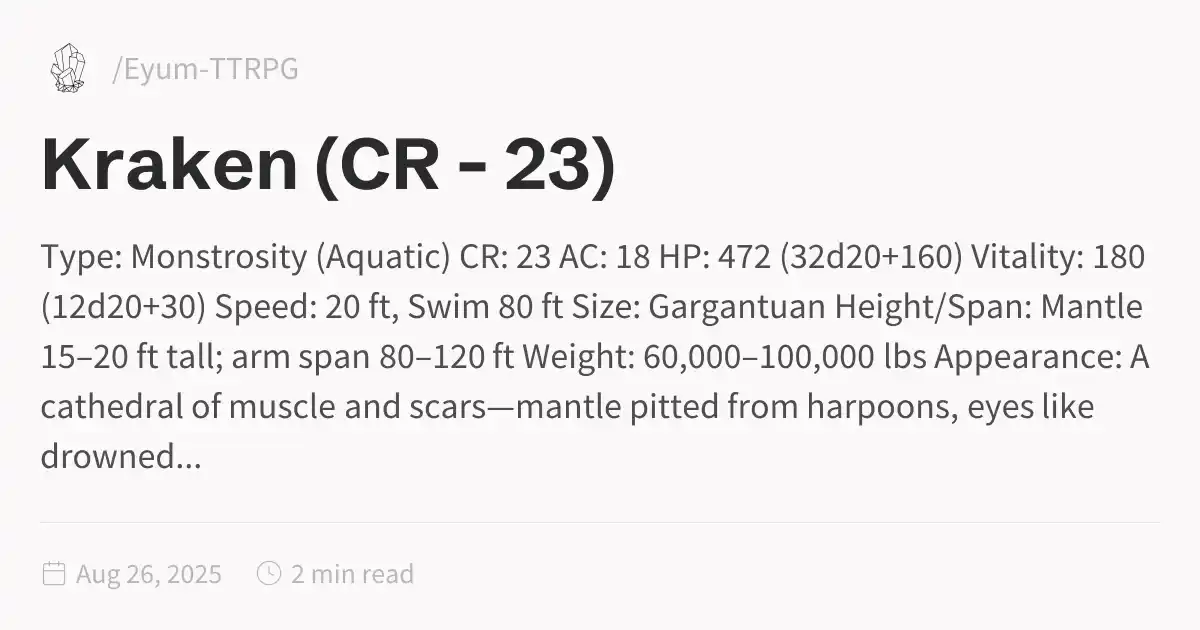 /Eyum-TTRPG
Kraken (CR - 23)
Type: Monstrosity (Aquatic) CR: 23 AC: 18 HP: 472 (32d20+160) Vitality: 180
(12d20+30) Speed: 20 ft, Swim 80 ft Size: Gargantuan Height/Span: Mantle
15–20 ft tall; arm span 80–120 ft Weight: 60,000–100,000 lbs Appearance: A
cathedral of muscle and scars—mantle pitted from harpoons, eyes like
drowned...
Aug 26, 2025 2 min read